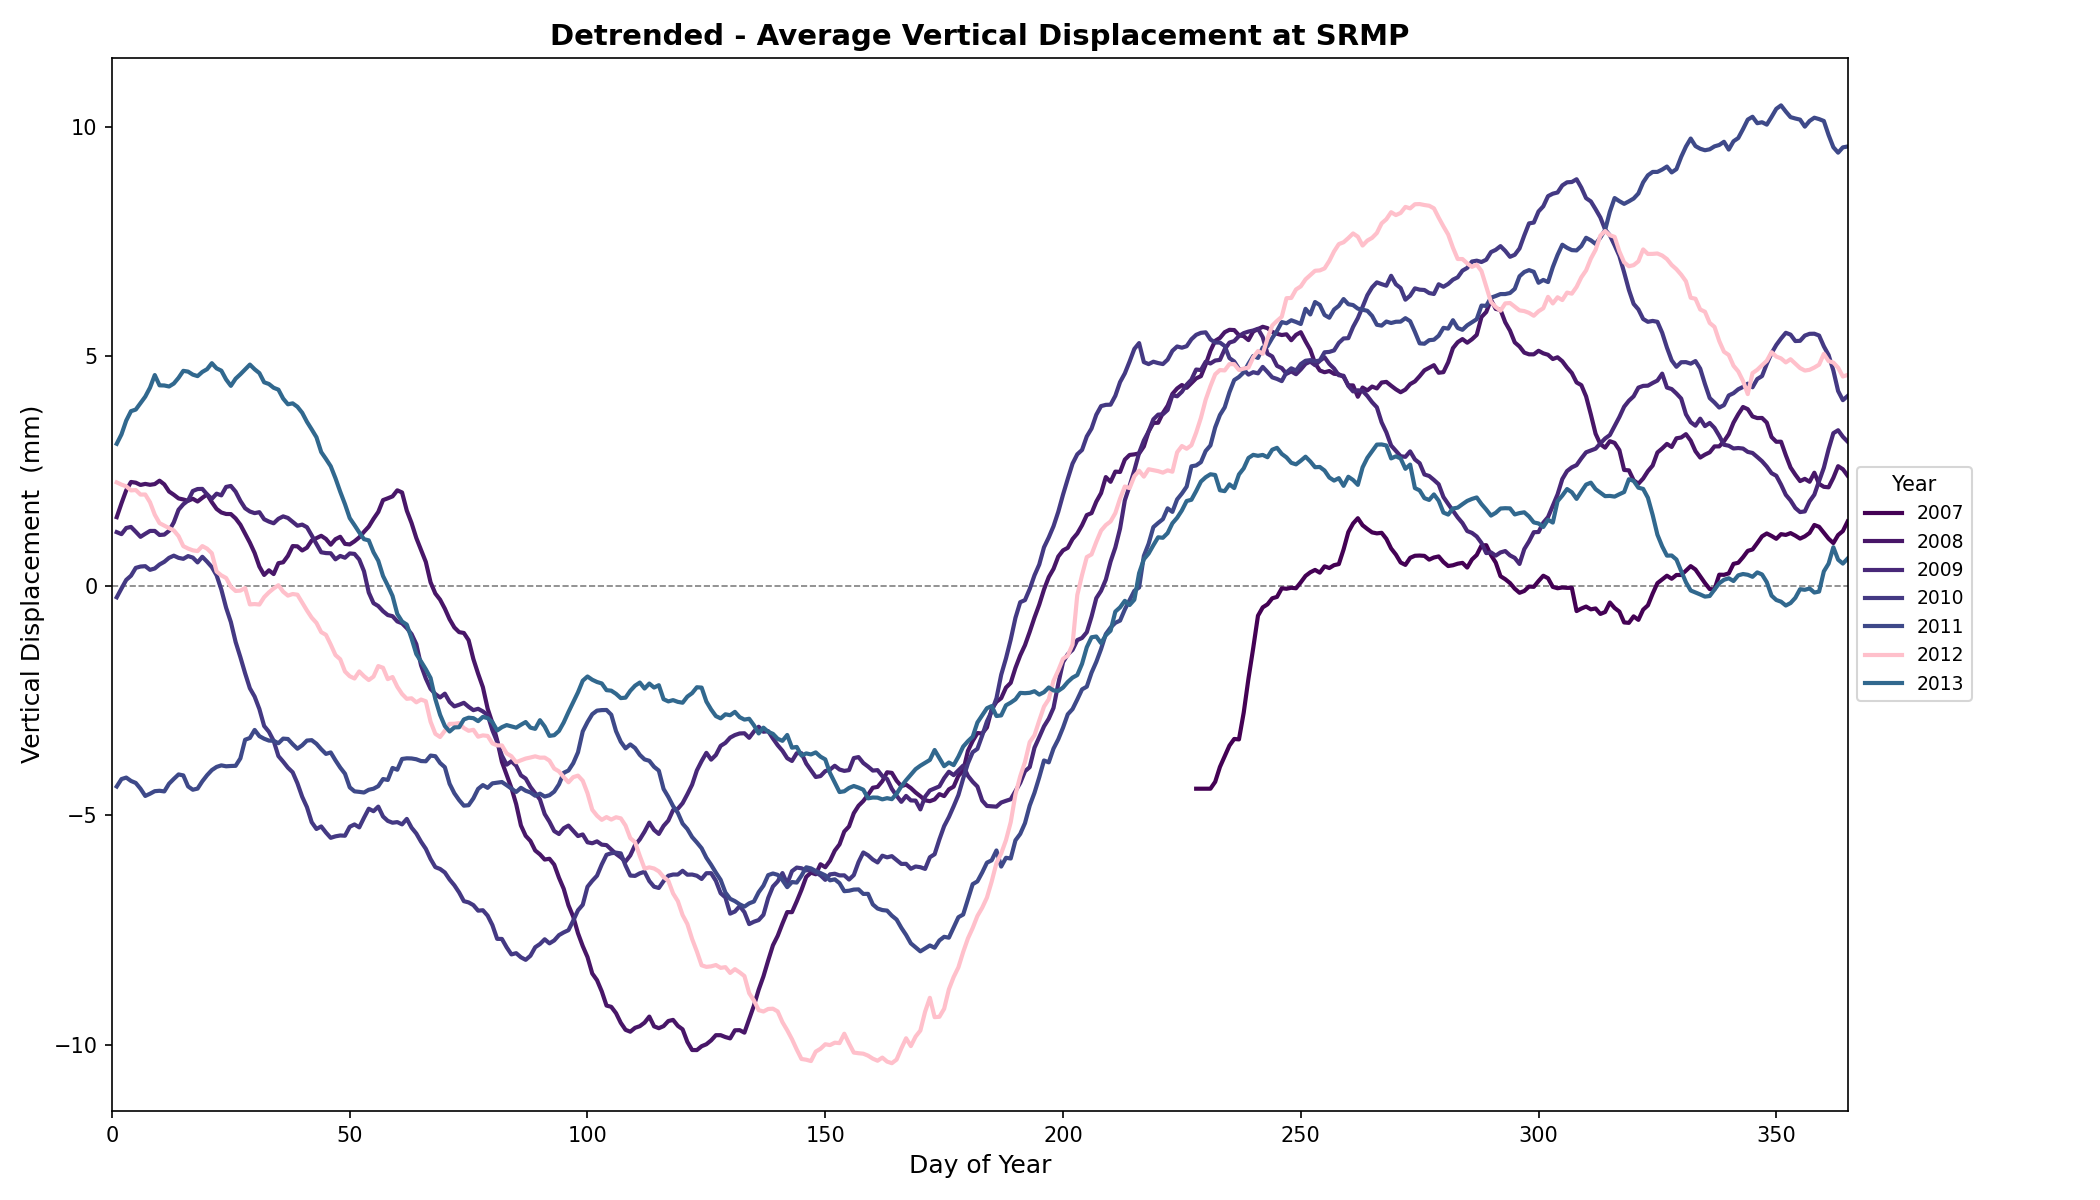 Detrended - Average Vertical Displacement at SRMP
10
5
0
−5
−10
Vertical Displacement  (mm)
0 50 100 150 200 250 300 350
Day of Year
Year
2007
2008
2009
2010
2011
2012
2013